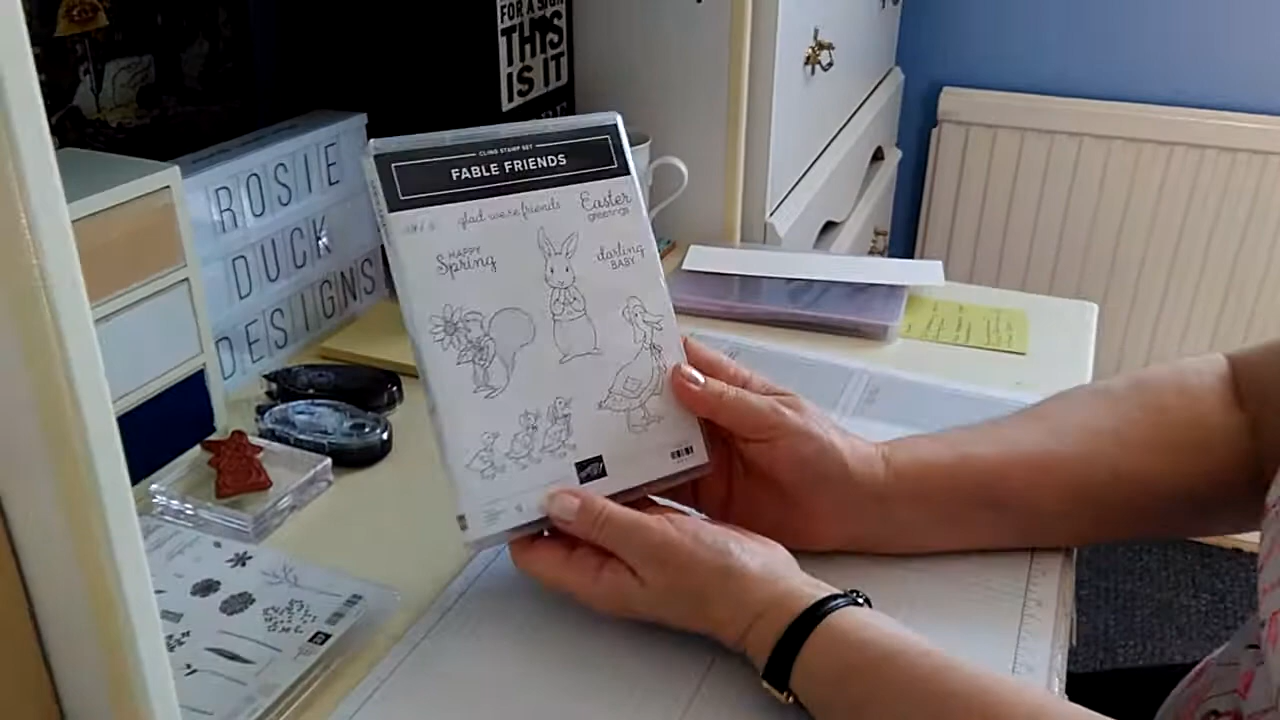 FOR A SIGN
THIS
IS IT
ROSIE
DUCK
DESIGNS
CLING STAMP SET
FABLE FRIENDS
glad we're friends
Easter
greetings
HAPPY
Spring
darling
BABY